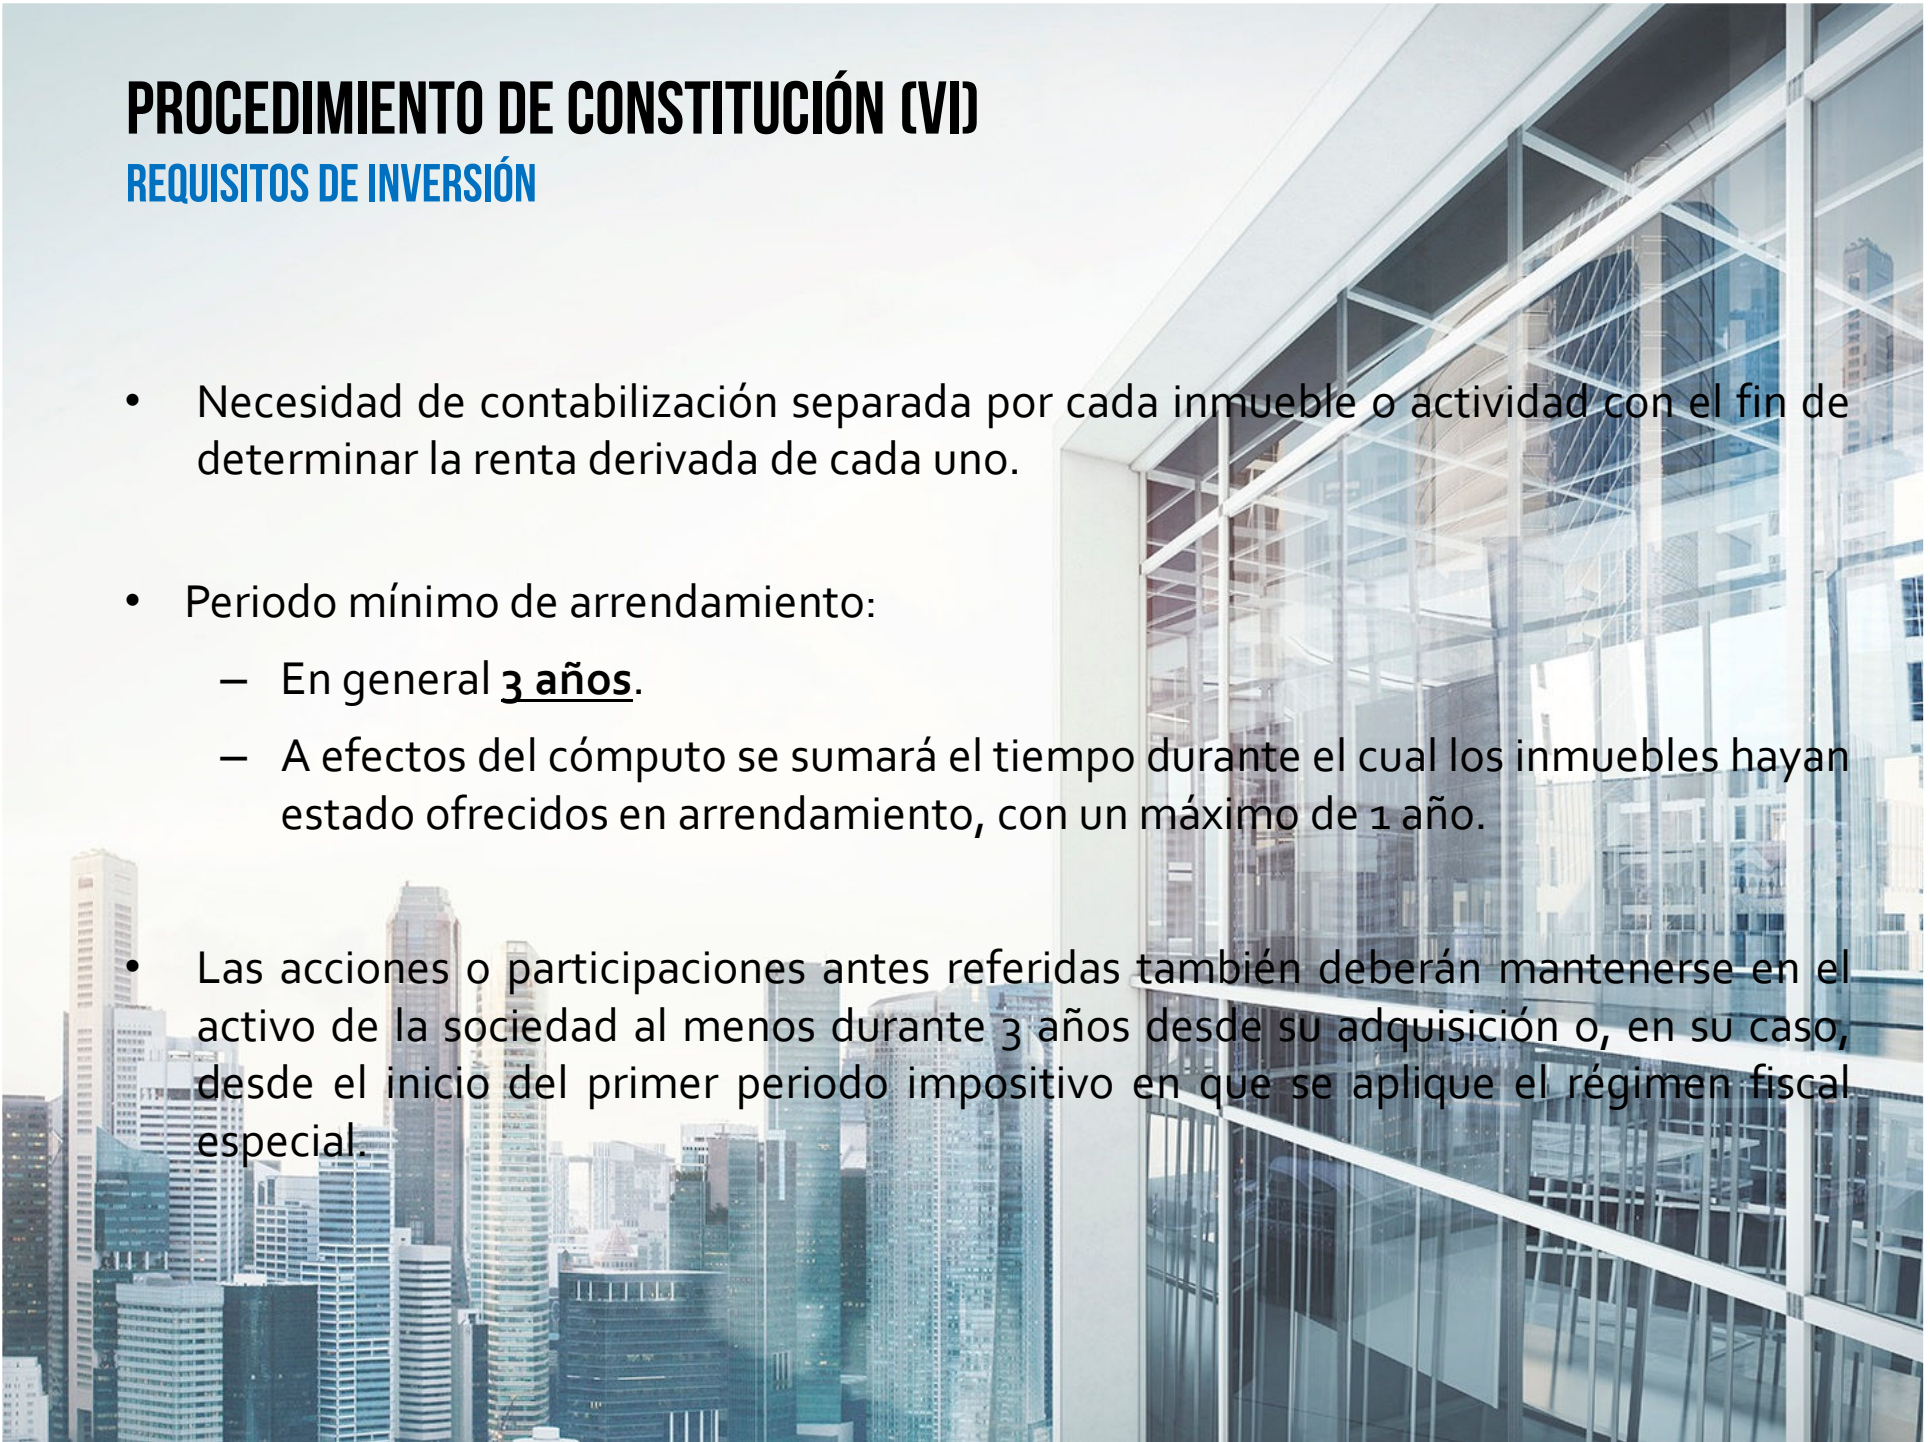 PROCEDIMIENTO DE CONSTITUCIÓN (VI)
REQUISITOS DE INVERSIÓN
• Necesidad de contabilización separada por cada inmueble o actividad con el fin de
determinar la renta derivada de cada uno.
• Periodo mínimo de arrendamiento:
– En general 3 años.
– A efectos del cómputo se sumará el tiempo durante el cual los inmuebles hayan
estado ofrecidos en arrendamiento, con un máximo de 1 año.
• Las acciones o participaciones antes referidas también deberán mantenerse en el
activo de la sociedad al menos durante 3 años desde su adquisición o, en su caso,
desde el inicio del primer periodo impositivo en que se aplique el régimen fiscal
especial.